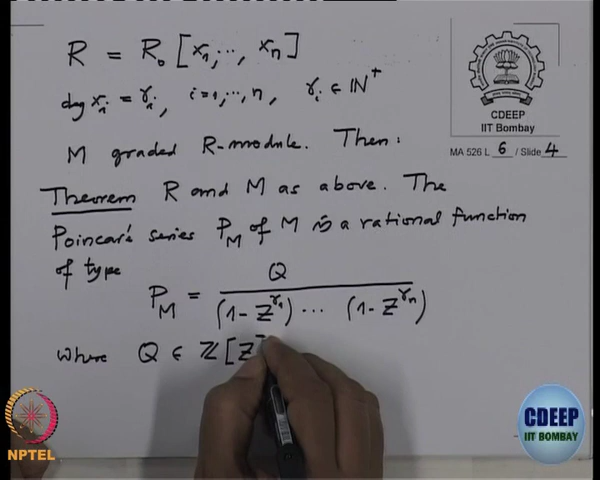 R = R₀ [x₁, ..., xₙ]
deg xᵢ = γᵢ, i = 1, ..., n, γᵢ ∈ ℕ⁺
M graded R-module. Then:
Theorem R and M as above. The
Poincaré series P_M of M is a rational function
of type
P_M = Q / (1 - Z^γ₁) ... (1 - Z^γₙ)
where Q ∈ ℤ [Z
CDEEP
IIT Bombay
MA 526 L 6 / Slide 4
NPTEL
CDEEP
IIT BOMBAY